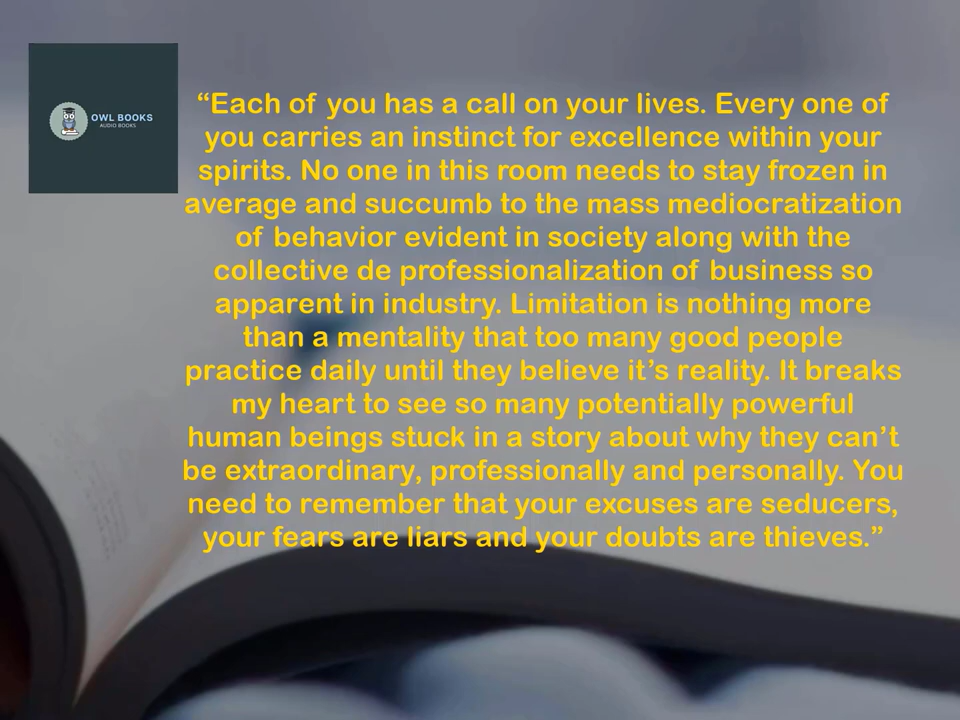 OWL BOOKS
AUDIO BOOKS
“Each of you has a call on your lives. Every one of
you carries an instinct for excellence within your
spirits. No one in this room needs to stay frozen in
average and succumb to the mass mediocratization
of behavior evident in society along with the
collective de professionalization of business so
apparent in industry. Limitation is nothing more
than a mentality that too many good people
practice daily until they believe it’s reality. It breaks
my heart to see so many potentially powerful
human beings stuck in a story about why they can’t
be extraordinary, professionally and personally. You
need to remember that your excuses are seducers,
your fears are liars and your doubts are thieves.”